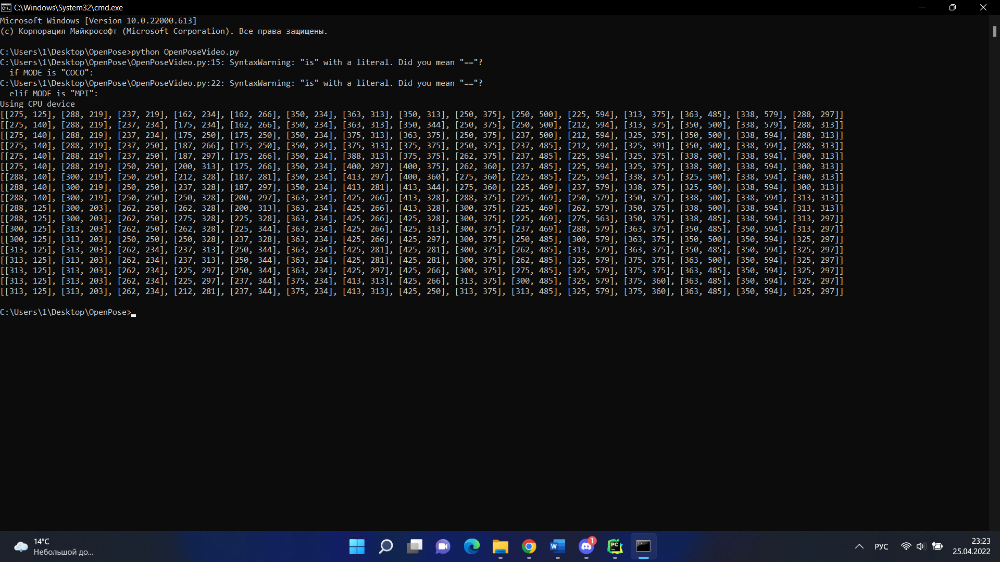 C:\Windows\System32\cmd.exe
Microsoft Windows [Version 10.0.22000.613]
(c) Корпорация Майкрософт (Microsoft Corporation). Все права защищены.
C:\Users\1\Desktop\OpenPose>python OpenPoseVideo.py
C:\Users\1\Desktop\OpenPose\OpenPoseVideo.py:15: SyntaxWarning: "is" with a literal. Did you mean "=="?
if MODE is "COCO":
C:\Users\1\Desktop\OpenPose\OpenPoseVideo.py:22: SyntaxWarning: "is" with a literal. Did you mean "=="?
elif MODE is "MPI":
Using CPU device
[[275, 125], [288, 219], [237, 219], [162, 234], [162, 266], [350, 234], [363, 313], [350, 313], [250, 375], [250, 500], [225, 594], [313, 375], [363, 485], [338, 579], [288, 297]]
[[275, 140], [288, 219], [237, 234], [175, 234], [162, 266], [350, 234], [363, 313], [350, 344], [250, 375], [250, 500], [212, 594], [313, 375], [350, 500], [338, 579], [288, 313]]
[[275, 140], [288, 219], [237, 234], [175, 250], [175, 250], [350, 234], [375, 313], [363, 375], [250, 375], [237, 500], [212, 594], [325, 375], [350, 500], [338, 594], [288, 313]]
[[275, 140], [288, 219], [237, 250], [187, 266], [175, 250], [350, 234], [375, 313], [375, 375], [250, 375], [237, 485], [212, 594], [325, 391], [350, 500], [338, 594], [288, 313]]
[[275, 140], [288, 219], [237, 250], [187, 297], [175, 266], [350, 234], [388, 313], [375, 375], [262, 375], [237, 485], [225, 594], [325, 375], [338, 500], [338, 594], [300, 313]]
[[275, 140], [288, 219], [250, 250], [200, 313], [175, 266], [350, 234], [400, 297], [400, 375], [262, 360], [237, 485], [225, 594], [325, 375], [338, 500], [338, 594], [300, 313]]
[[288, 140], [300, 219], [250, 250], [212, 328], [187, 281], [350, 234], [413, 297], [400, 360], [275, 360], [225, 485], [225, 594], [338, 375], [325, 500], [338, 594], [300, 313]]
[[288, 140], [300, 219], [250, 250], [237, 328], [187, 297], [350, 234], [413, 281], [413, 344], [275, 360], [225, 469], [237, 579], [338, 375], [325, 500], [338, 594], [300, 313]]
[[288, 140], [300, 219], [250, 250], [250, 328], [200, 297], [363, 234], [425, 266], [413, 328], [288, 375], [225, 469], [250, 579], [350, 375], [338, 500], [338, 594], [313, 313]]
[[288, 125], [300, 203], [262, 250], [262, 328], [200, 313], [363, 234], [425, 266], [413, 328], [300, 375], [225, 469], [262, 579], [350, 375], [338, 500], [338, 594], [313, 313]]
[[288, 125], [300, 203], [262, 250], [275, 328], [225, 328], [363, 234], [425, 266], [425, 328], [300, 375], [225, 469], [275, 563], [350, 375], [338, 485], [338, 594], [313, 297]]
[[300, 125], [313, 203], [262, 250], [262, 328], [225, 344], [363, 234], [425, 266], [425, 313], [300, 375], [237, 469], [288, 579], [363, 375], [350, 485], [350, 594], [313, 297]]
[[300, 125], [313, 203], [250, 250], [250, 328], [237, 328], [363, 234], [425, 266], [425, 297], [300, 375], [250, 485], [300, 579], [363, 375], [350, 500], [350, 594], [325, 297]]
[[313, 125], [313, 203], [262, 234], [237, 313], [250, 344], [363, 234], [425, 281], [425, 281], [300, 375], [262, 485], [313, 579], [363, 375], [350, 485], [350, 594], [325, 297]]
[[313, 125], [313, 203], [262, 234], [237, 313], [250, 344], [363, 234], [425, 281], [425, 281], [300, 375], [262, 485], [325, 579], [375, 375], [363, 500], [350, 594], [325, 297]]
[[313, 125], [313, 203], [262, 234], [225, 297], [250, 344], [363, 234], [425, 297], [425, 266], [300, 375], [275, 485], [325, 579], [375, 375], [363, 485], [350, 594], [325, 297]]
[[313, 125], [313, 203], [262, 234], [225, 297], [237, 344], [375, 234], [413, 313], [425, 266], [313, 375], [300, 485], [325, 579], [375, 360], [363, 485], [350, 594], [325, 297]]
[[313, 125], [313, 203], [262, 234], [212, 281], [237, 344], [375, 234], [413, 313], [425, 250], [313, 375], [313, 485], [325, 579], [375, 360], [363, 485], [350, 594], [325, 297]]
C:\Users\1\Desktop\OpenPose>
14°C
Небольшой до...
1
РУС
23:23
25.04.2022